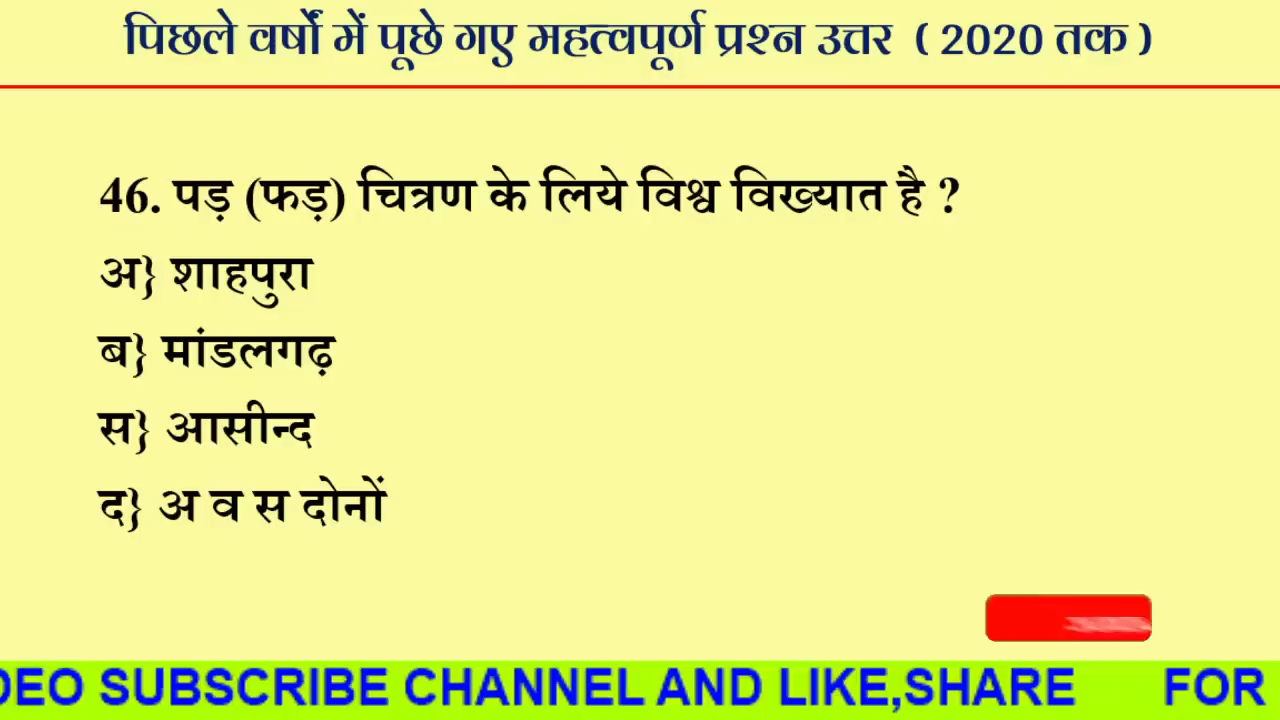 पिछले वर्षों में पूछे गए महत्वपूर्ण प्रश्न उत्तर ( 2020 तक )
46. पड़ (फड़) चित्रण के लिये विश्व विख्यात है ?
अ} शाहपुरा
ब} मांडलगढ़
स} आसीन्द
द} अ व स दोनों
DEO SUBSCRIBE CHANNEL AND LIKE,SHARE FOR